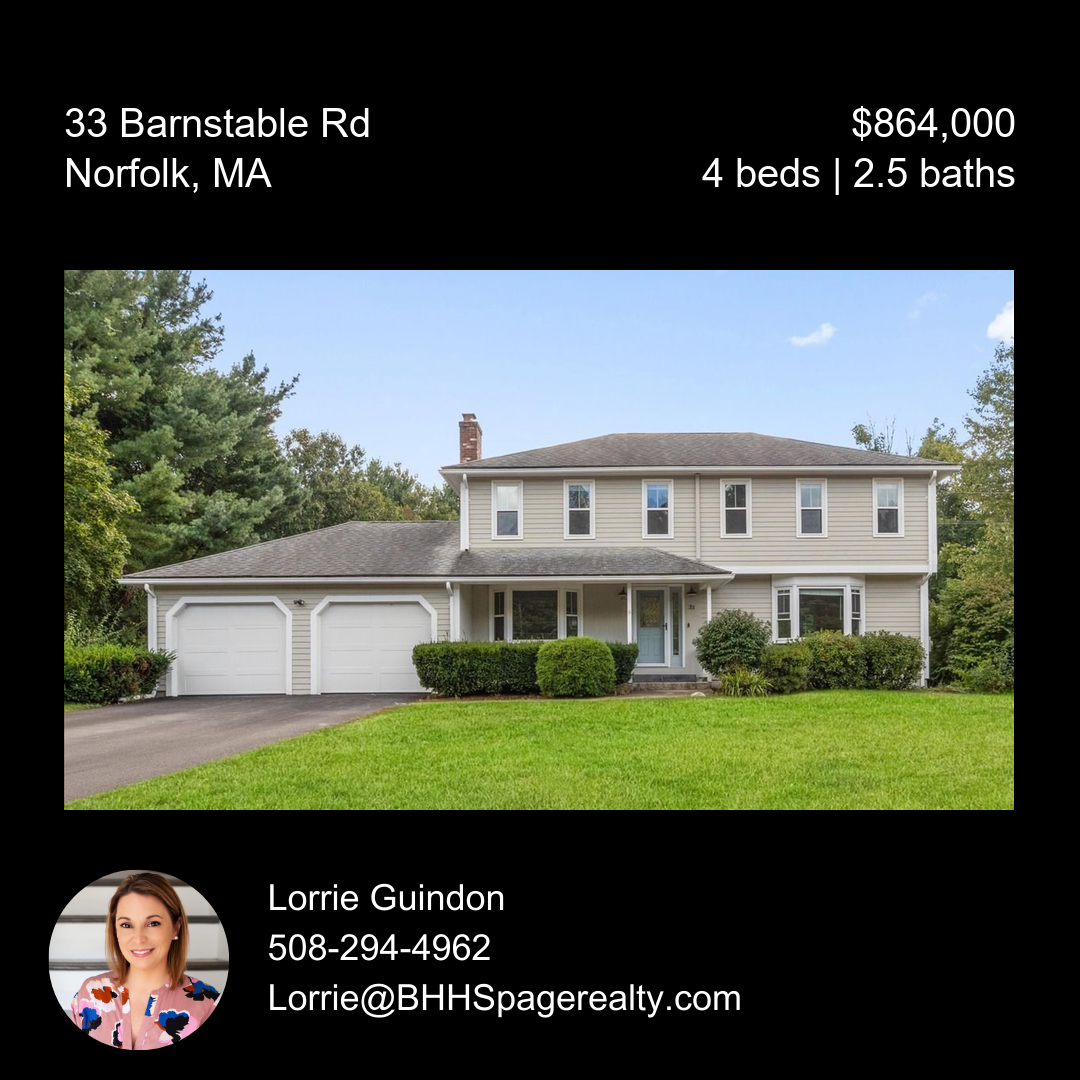 33 Barnstable Rd
Norfolk, MA
$864,000
4 beds | 2.5 baths
Lorrie Guindon
508-294-4962
Lorrie@BHHSpagerealty.com